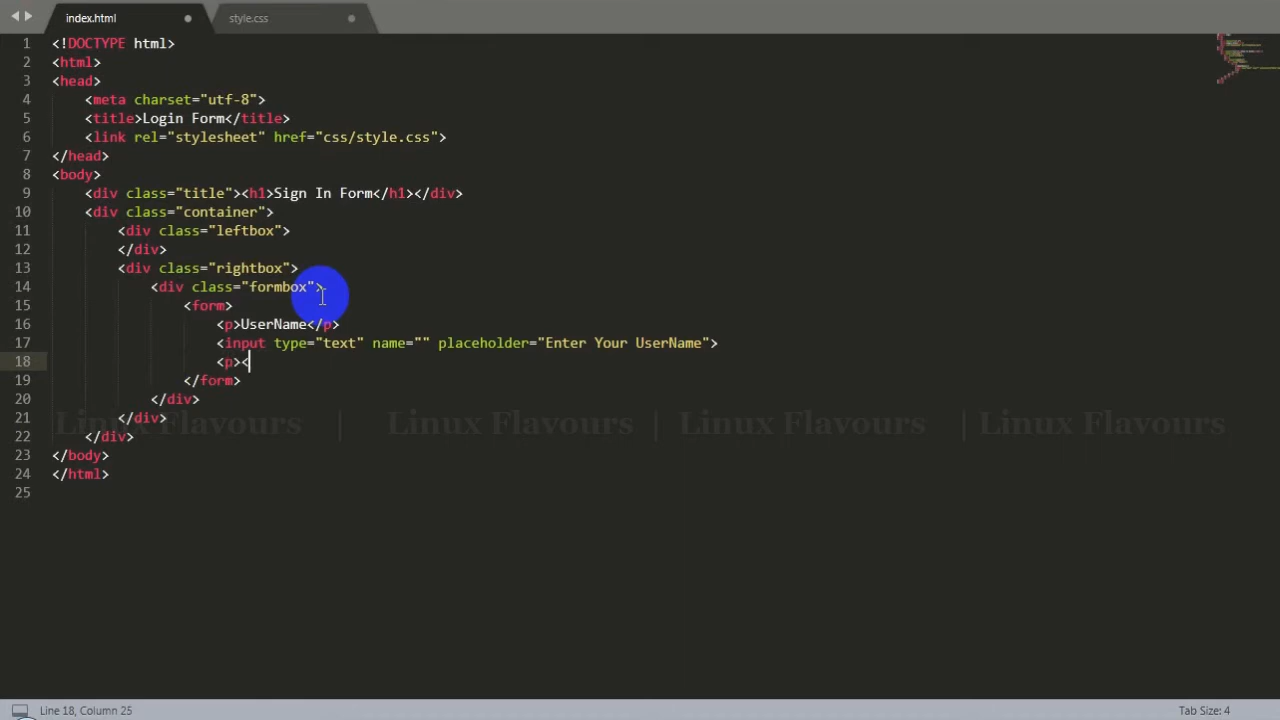 index.html
style.css
1 <!DOCTYPE html>
2 <html>
3 <head>
4 <meta charset="utf-8">
5 <title>Login Form</title>
6 <link rel="stylesheet" href="css/style.css">
7 </head>
8 <body>
9 <div class="title"><h1>Sign In Form</h1></div>
10 <div class="container">
11 <div class="leftbox">
12 </div>
13 <div class="rightbox">
14 <div class="formbox">
15 <form>
16 <p>UserName</p>
17 <input type="text" name="" placeholder="Enter Your UserName">
18 <p><
19 </form>
20 </div>
21 </div>
Linux Flavours | Linux Flavours | Linux Flavours | Linux Flavours
22 </div>
23 </body>
24 </html>
25
Line 18, Column 25
Tab Size: 4